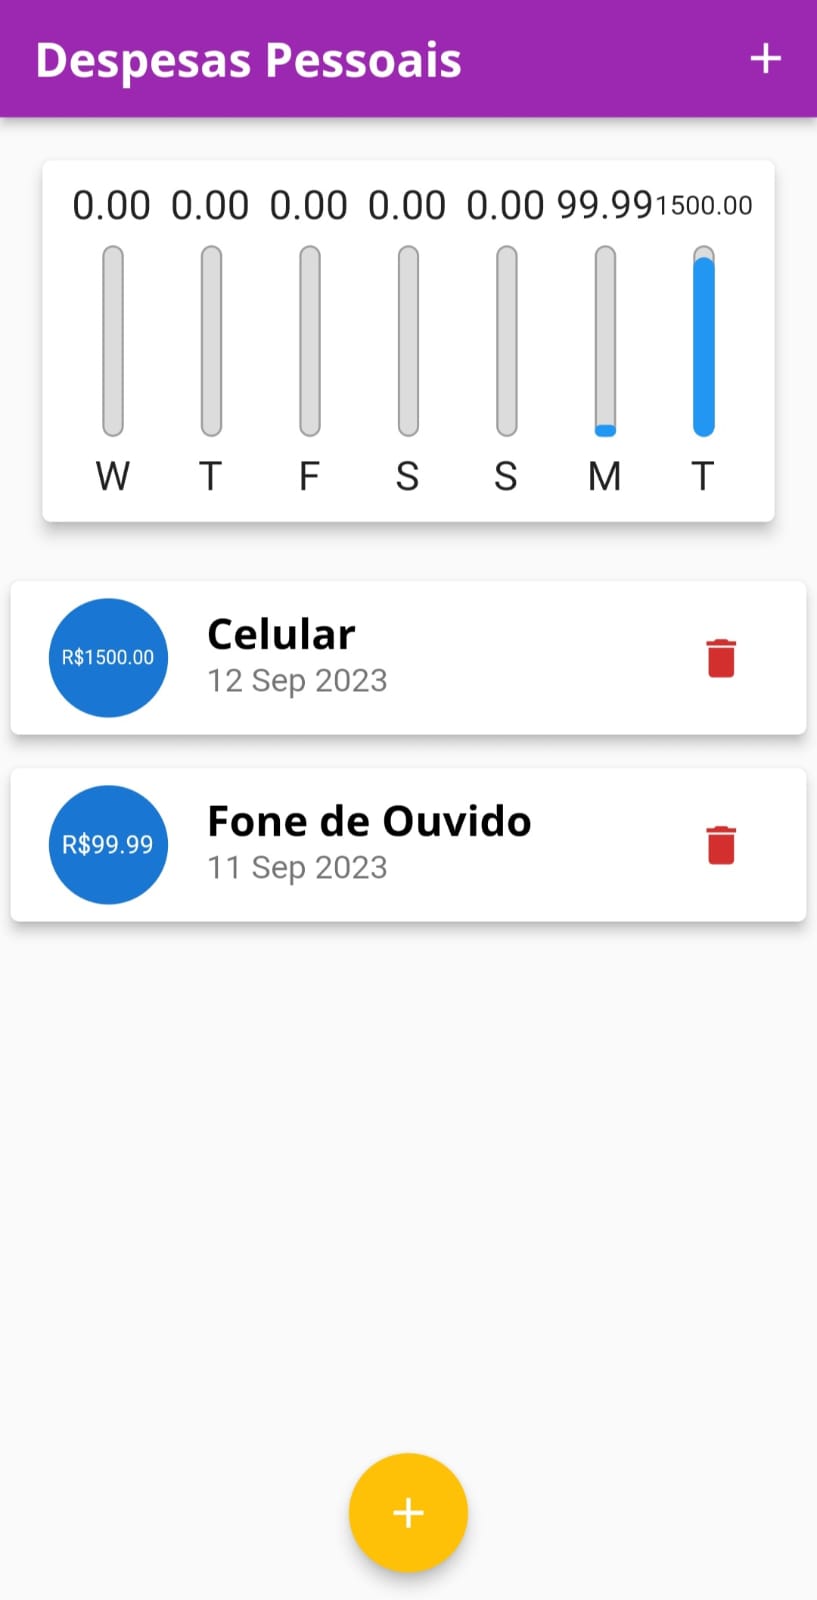 Despesas Pessoais +
0.00 0.00 0.00 0.00 0.00 99.99 1500.00
W T F S S M T
R$1500.00
Celular
12 Sep 2023
R$99.99
Fone de Ouvido
11 Sep 2023
+